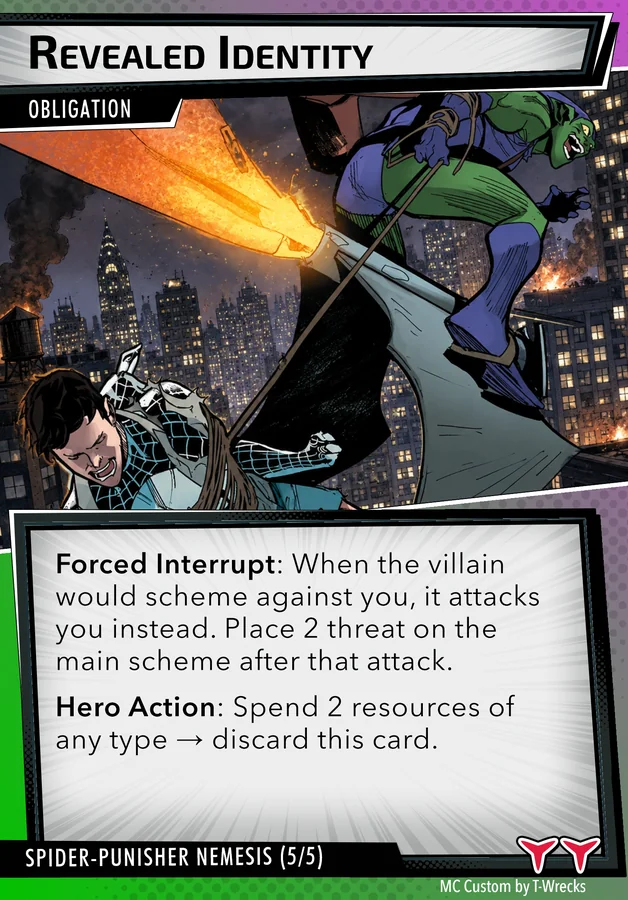 Revealed Identity
OBLIGATION
Forced Interrupt: When the villain
would scheme against you, it attacks
you instead. Place 2 threat on the
main scheme after that attack.
Hero Action: Spend 2 resources of
any type → discard this card.
SPIDER-PUNISHER NEMESIS (5/5)
MC Custom by T-Wrecks